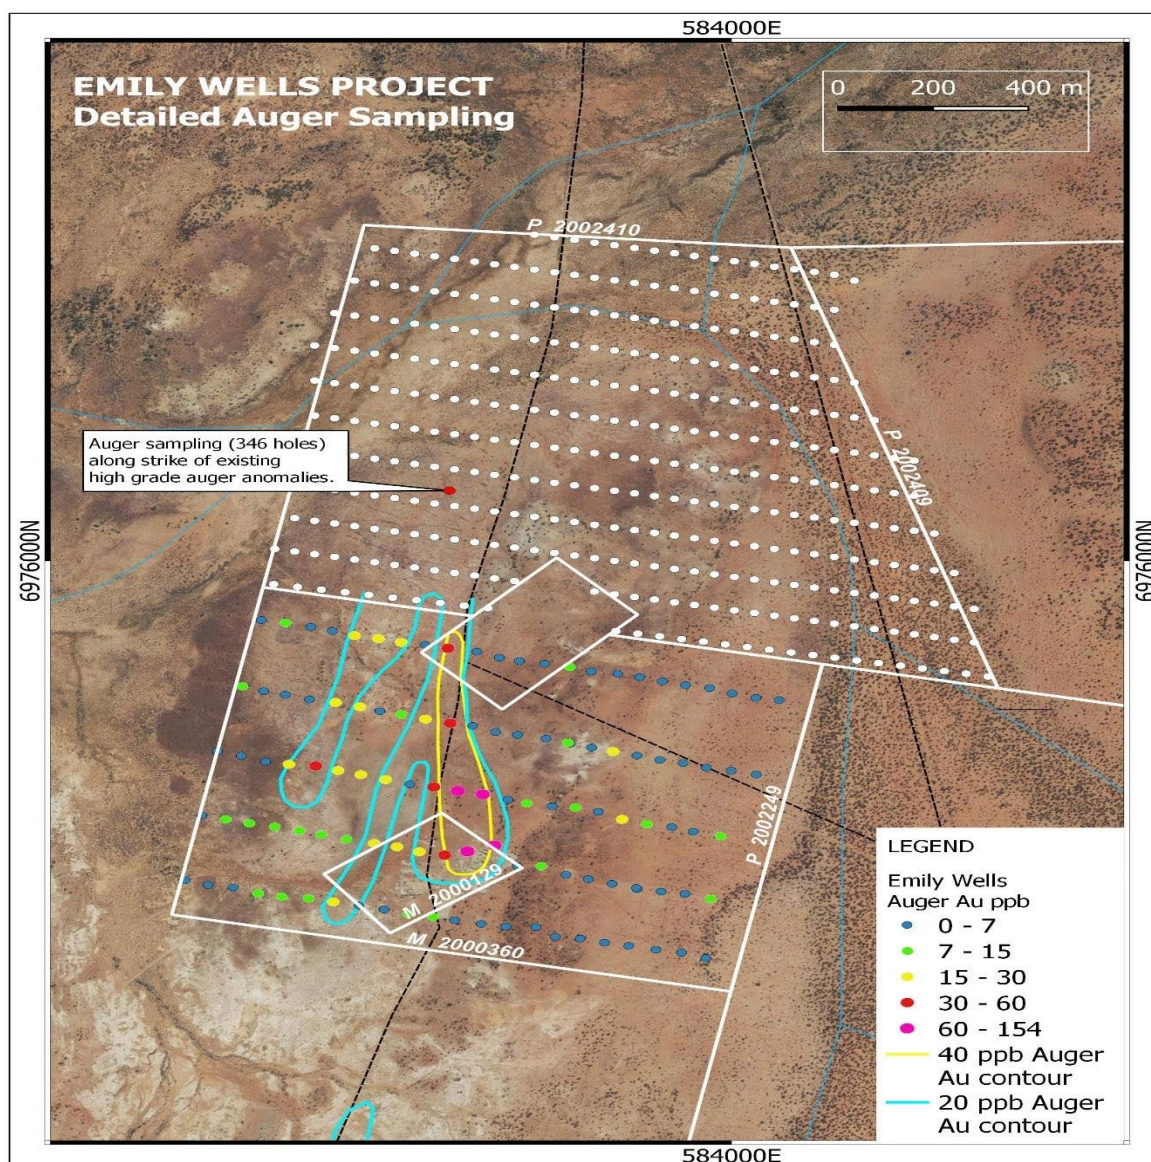 584000E
EMILY WELLS PROJECT
Detailed Auger Sampling
0 200 400 m
P 2002410
Auger sampling (346 holes)
along strike of existing
high grade auger anomalies.
P 2002409
6976000N
6976000N
P 2002249
M 2000129
M 2000360
LEGEND
Emily Wells
Auger Au ppb
0 - 7
7 - 15
15 - 30
30 - 60
60 - 154
40 ppb Auger
Au contour
20 ppb Auger
Au contour
584000E